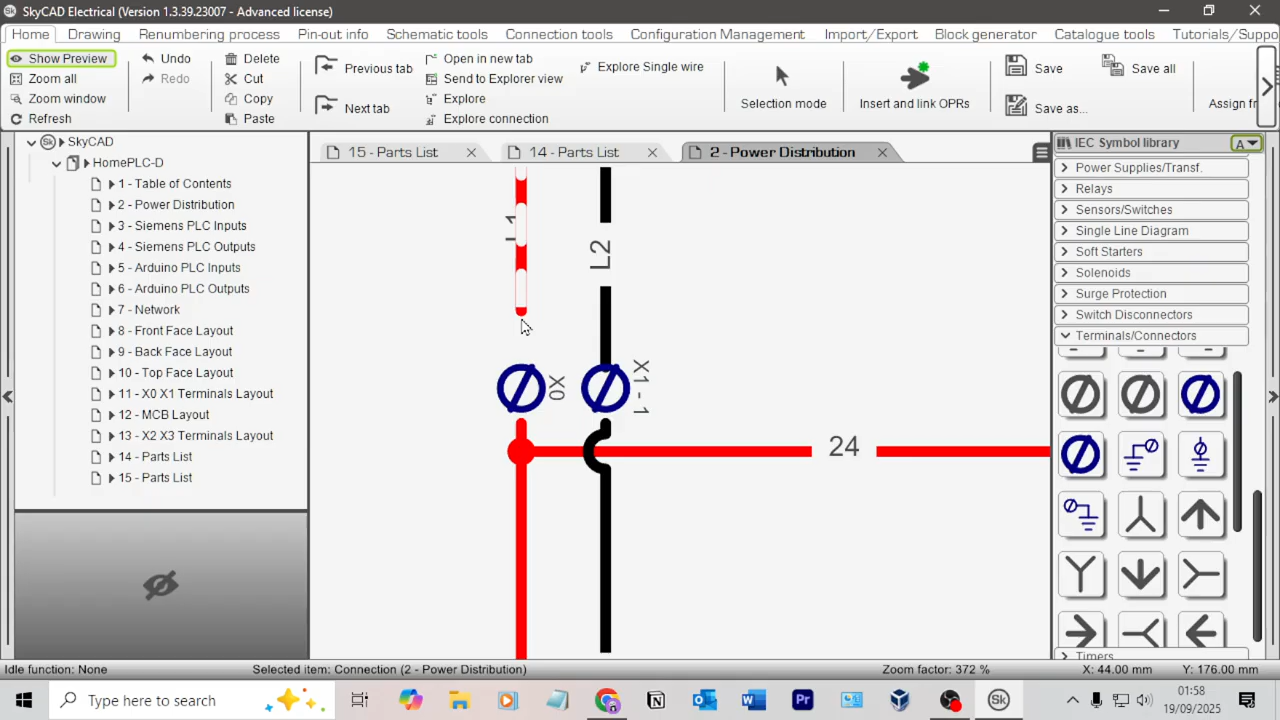 SkyCAD Electrical (Version 1.3.39.23007 - Advanced license)
Home Drawing Renumbering process Pin-out info Schematic tools Connection tools Configuration Management Import/Export Block generator Catalogue tools Tutorials/Suppo
Show Preview
Zoom all
Zoom window
Refresh
Undo
Redo
Delete
Cut
Copy
Paste
Previous tab
Next tab
Open in new tab
Send to Explorer view
Explore
Explore connection
Explore Single wire
Selection mode
Insert and link OPRs
Save
Save as...
Save all
Assign fr
Sk SkyCAD
HomePLC-D
1 - Table of Contents
2 - Power Distribution
3 - Siemens PLC Inputs
4 - Siemens PLC Outputs
5 - Arduino PLC Inputs
6 - Arduino PLC Outputs
7 - Network
8 - Front Face Layout
9 - Back Face Layout
10 - Top Face Layout
11 - X0 X1 Terminals Layout
12 - MCB Layout
13 - X2 X3 Terminals Layout
14 - Parts List
15 - Parts List
15 - Parts List
14 - Parts List
2 - Power Distribution
L1
L2
X0
X1 - 1
24
IEC Symbol library
A
Power Supplies/Transf.
Relays
Sensors/Switches
Single Line Diagram
Soft Starters
Solenoids
Surge Protection
Switch Disconnectors
Terminals/Connectors
Timers
Idle function: None
Selected item: Connection (2 - Power Distribution)
Zoom factor: 372 %
X: 44.00 mm
Y: 176.00 mm
Type here to search
Sk
01:58
19/09/2025